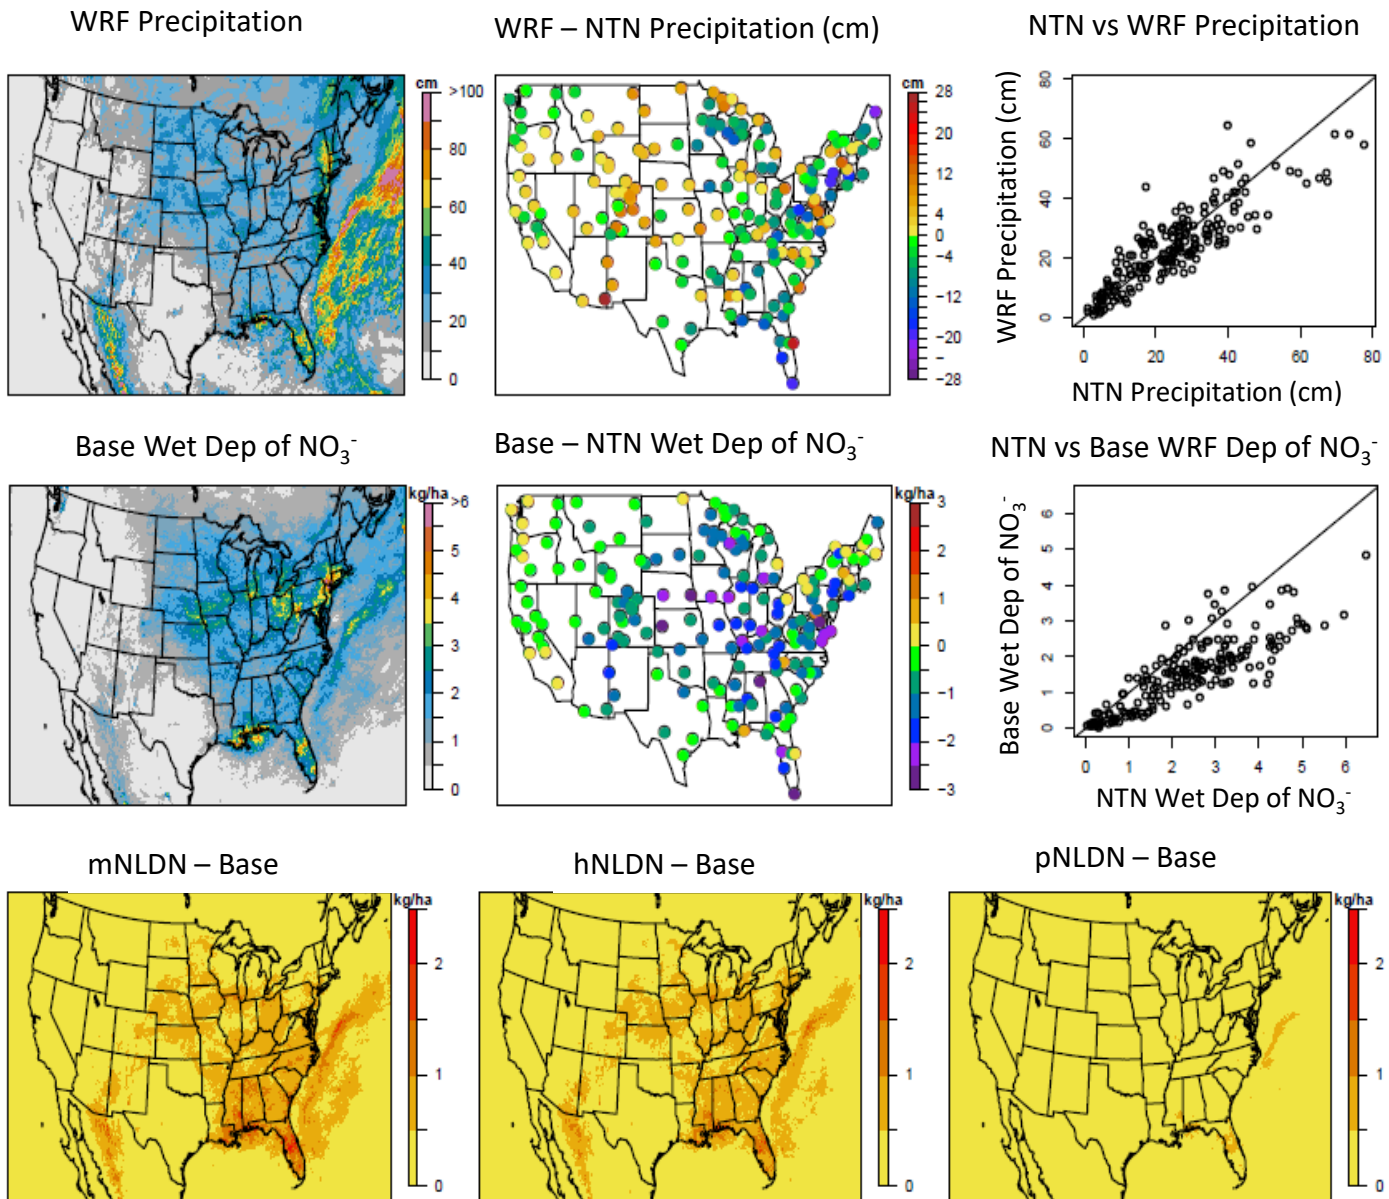 WRF Precipitation
WRF – NTN Precipitation (cm)
NTN vs WRF Precipitation
cm
>100
80
60
40
20
0
cm
28
20
12
4
0
−4
−12
−20
−28
WRF Precipitation (cm)
80
60
40
20
0
0 20 40 60 80
NTN Precipitation (cm)
Base Wet Dep of NO₃⁻
Base – NTN Wet Dep of NO₃⁻
NTN vs Base WRF Dep of NO₃⁻
kg/ha
>6
5
4
3
2
1
0
kg/ha
3
2
1
0
−1
−2
−3
Base Wet Dep of NO₃⁻
6
5
4
3
2
1
0
0 1 2 3 4 5 6
NTN Wet Dep of NO₃⁻
mNLDN – Base
hNLDN – Base
pNLDN – Base
kg/ha
2
1
0
kg/ha
2
1
0
kg/ha
2
1
0